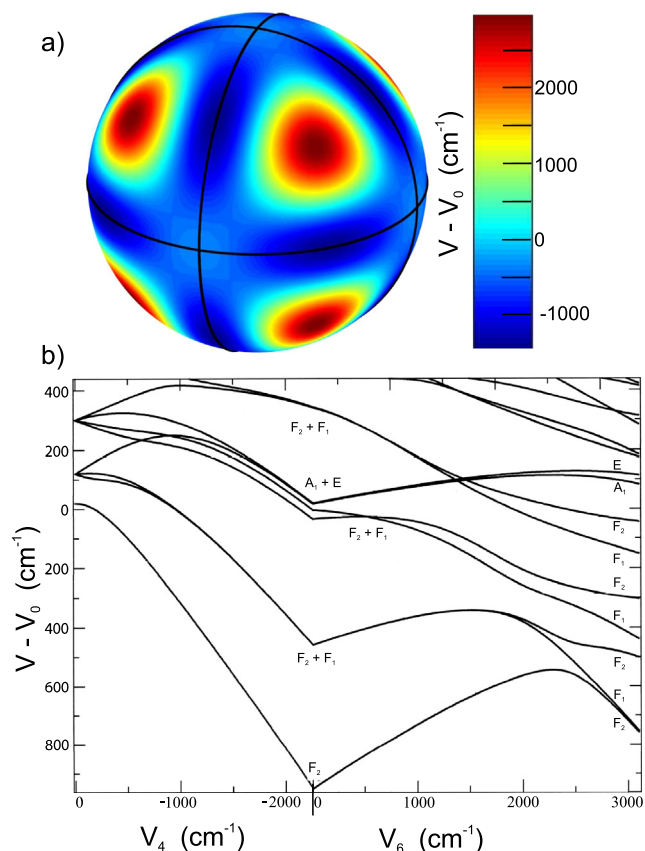 a)
2000
1000
0
-1000
V - V₀ (cm⁻¹)
b)
400
200
0
200
400
600
800
V - V₀ (cm⁻¹)
F₂ + F₁
A₁ + E
F₂ + F₁
F₂ + F₁
F₂
E
A₁
F₂
F₁
F₂
F₁
F₂
F₁
F₂
0 -1000 -2000 0 1000 2000 3000
V₄ (cm⁻¹) V₆ (cm⁻¹)